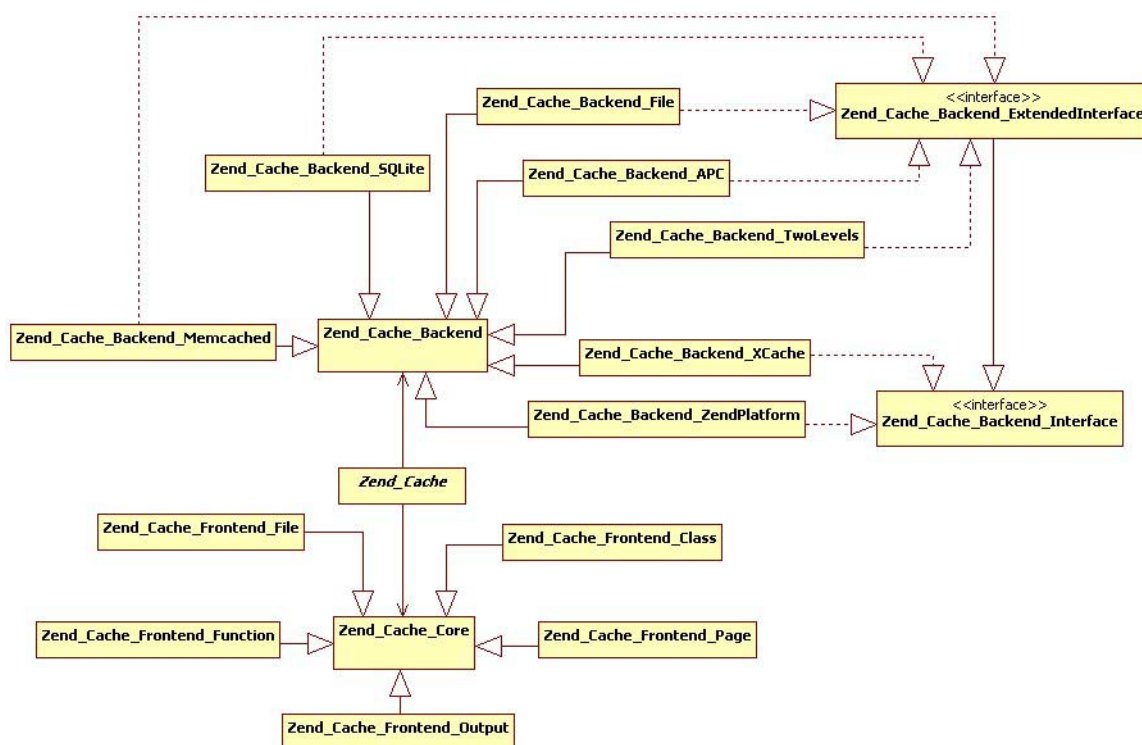 <<interface>>
Zend_Cache_Backend_ExtendedInterface
Zend_Cache_Backend_File
Zend_Cache_Backend_SQLite
Zend_Cache_Backend_APC
Zend_Cache_Backend_TwoLevels
Zend_Cache_Backend_Memcached
Zend_Cache_Backend
Zend_Cache_Backend_XCache
<<interface>>
Zend_Cache_Backend_Interface
Zend_Cache_Backend_ZendPlatform
Zend_Cache
Zend_Cache_Frontend_File
Zend_Cache_Frontend_Class
Zend_Cache_Frontend_Function
Zend_Cache_Core
Zend_Cache_Frontend_Page
Zend_Cache_Frontend_Output